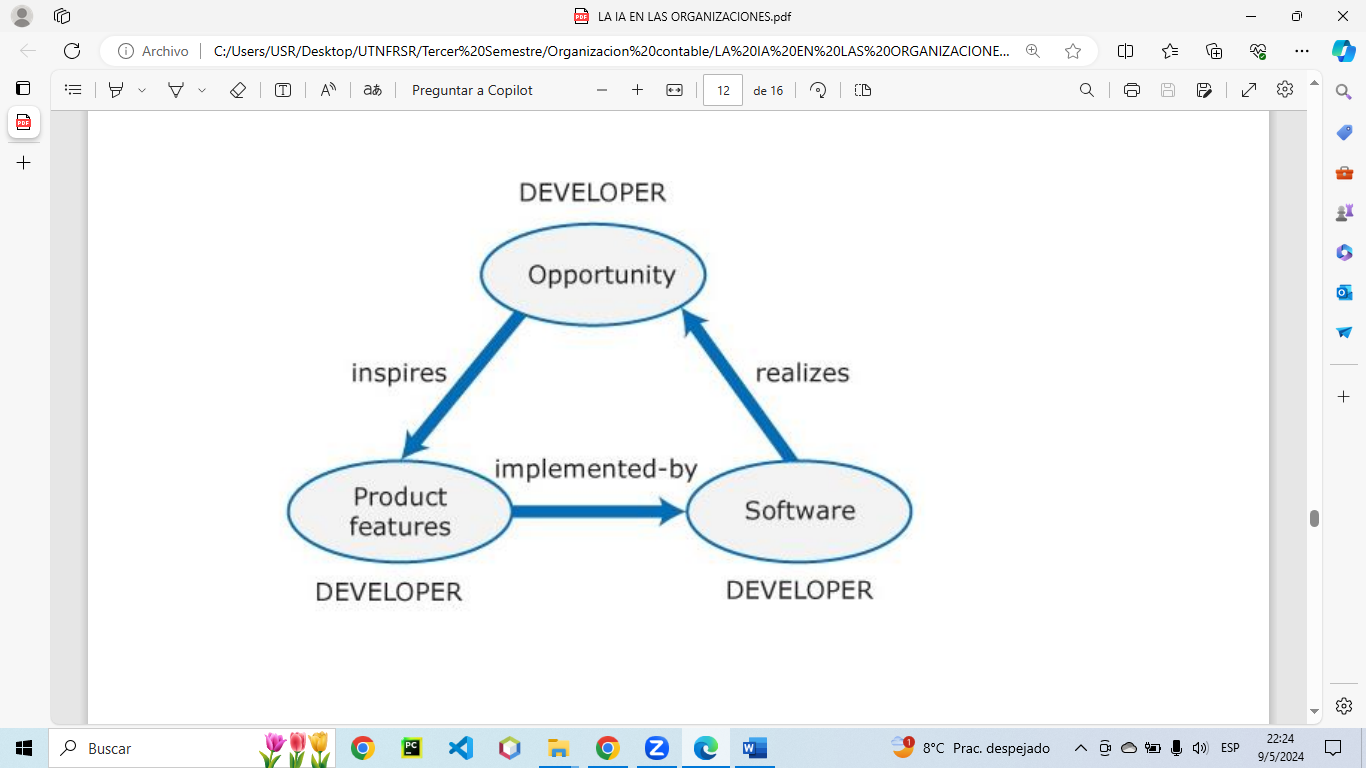 LA IA EN LAS ORGANIZACIONES.pdf
Archivo
C:/Users/USR/Desktop/UTNFRSR/Tercer%20Semestre/Organizacion%20contable/LA%20IA%20EN%20LAS%20ORGANIZACIONE...
Preguntar a Copilot
12 de 16
DEVELOPER
Opportunity
inspires
realizes
implemented-by
Product
features
Software
DEVELOPER
DEVELOPER
Buscar
8°C Prac. despejado
ESP
22:24
9/5/2024